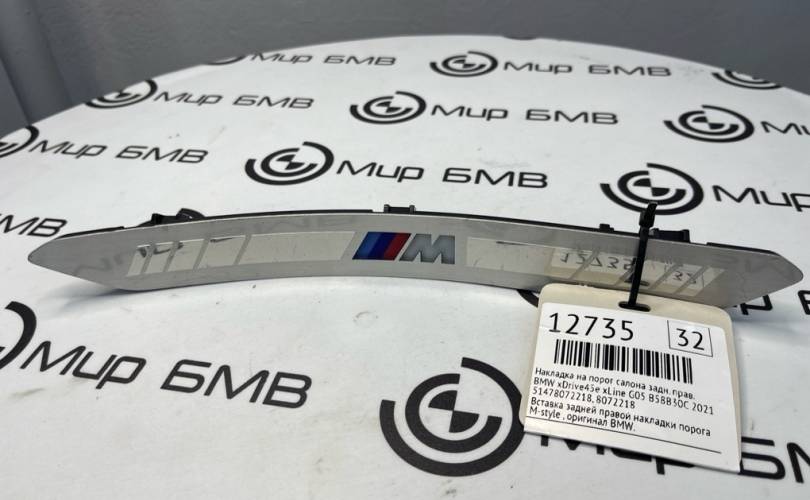 Мир БМВ
Мир БМВ
Мир БМВ
Мир БМВ
Мир БМВ
Мир БМВ
Мир БМВ
Мир БМВ
M
12735 32
Накладка на порог салона задн. прав.
BMW xDrive45e xLine G05 B58B30C 2021
51478072218, 8072218
Вставка задней правой накладки порога
M-style , оригинал BMW.
Мир БМВ